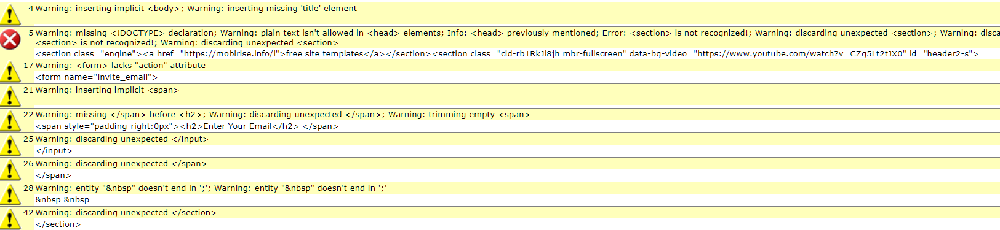 4 Warning: inserting implicit <body>; Warning: inserting missing 'title' element
5 Warning: missing <!DOCTYPE> declaration; Warning: plain text isn't allowed in <head> elements; Info: <head> previously mentioned; Error: <section> is not recognized!; Warning: discarding unexpected <section>; Warning: disca
<section> is not recognized!; Warning: discarding unexpected <section>
<section class="engine"><a href="https://mobirise.info/l">free site templates</a></section><section class="cid-rb1RkJi8jh mbr-fullscreen" data-bg-video="https://www.youtube.com/watch?v=CZg5Lt2tJX0" id="header2-s">
17 Warning: <form> lacks "action" attribute
<form name="invite_email">
21 Warning: inserting implicit <span>
22 Warning: missing </span> before <h2>; Warning: discarding unexpected </span>; Warning: trimming empty <span>
<span style="padding-right:0px"><h2>Enter Your Email</h2> </span>
25 Warning: discarding unexpected </input>
</input>
26 Warning: discarding unexpected </span>
</span>
28 Warning: entity "&nbsp" doesn't end in ';'; Warning: entity "&nbsp" doesn't end in ';'
&nbsp &nbsp
42 Warning: discarding unexpected </section>
</section>